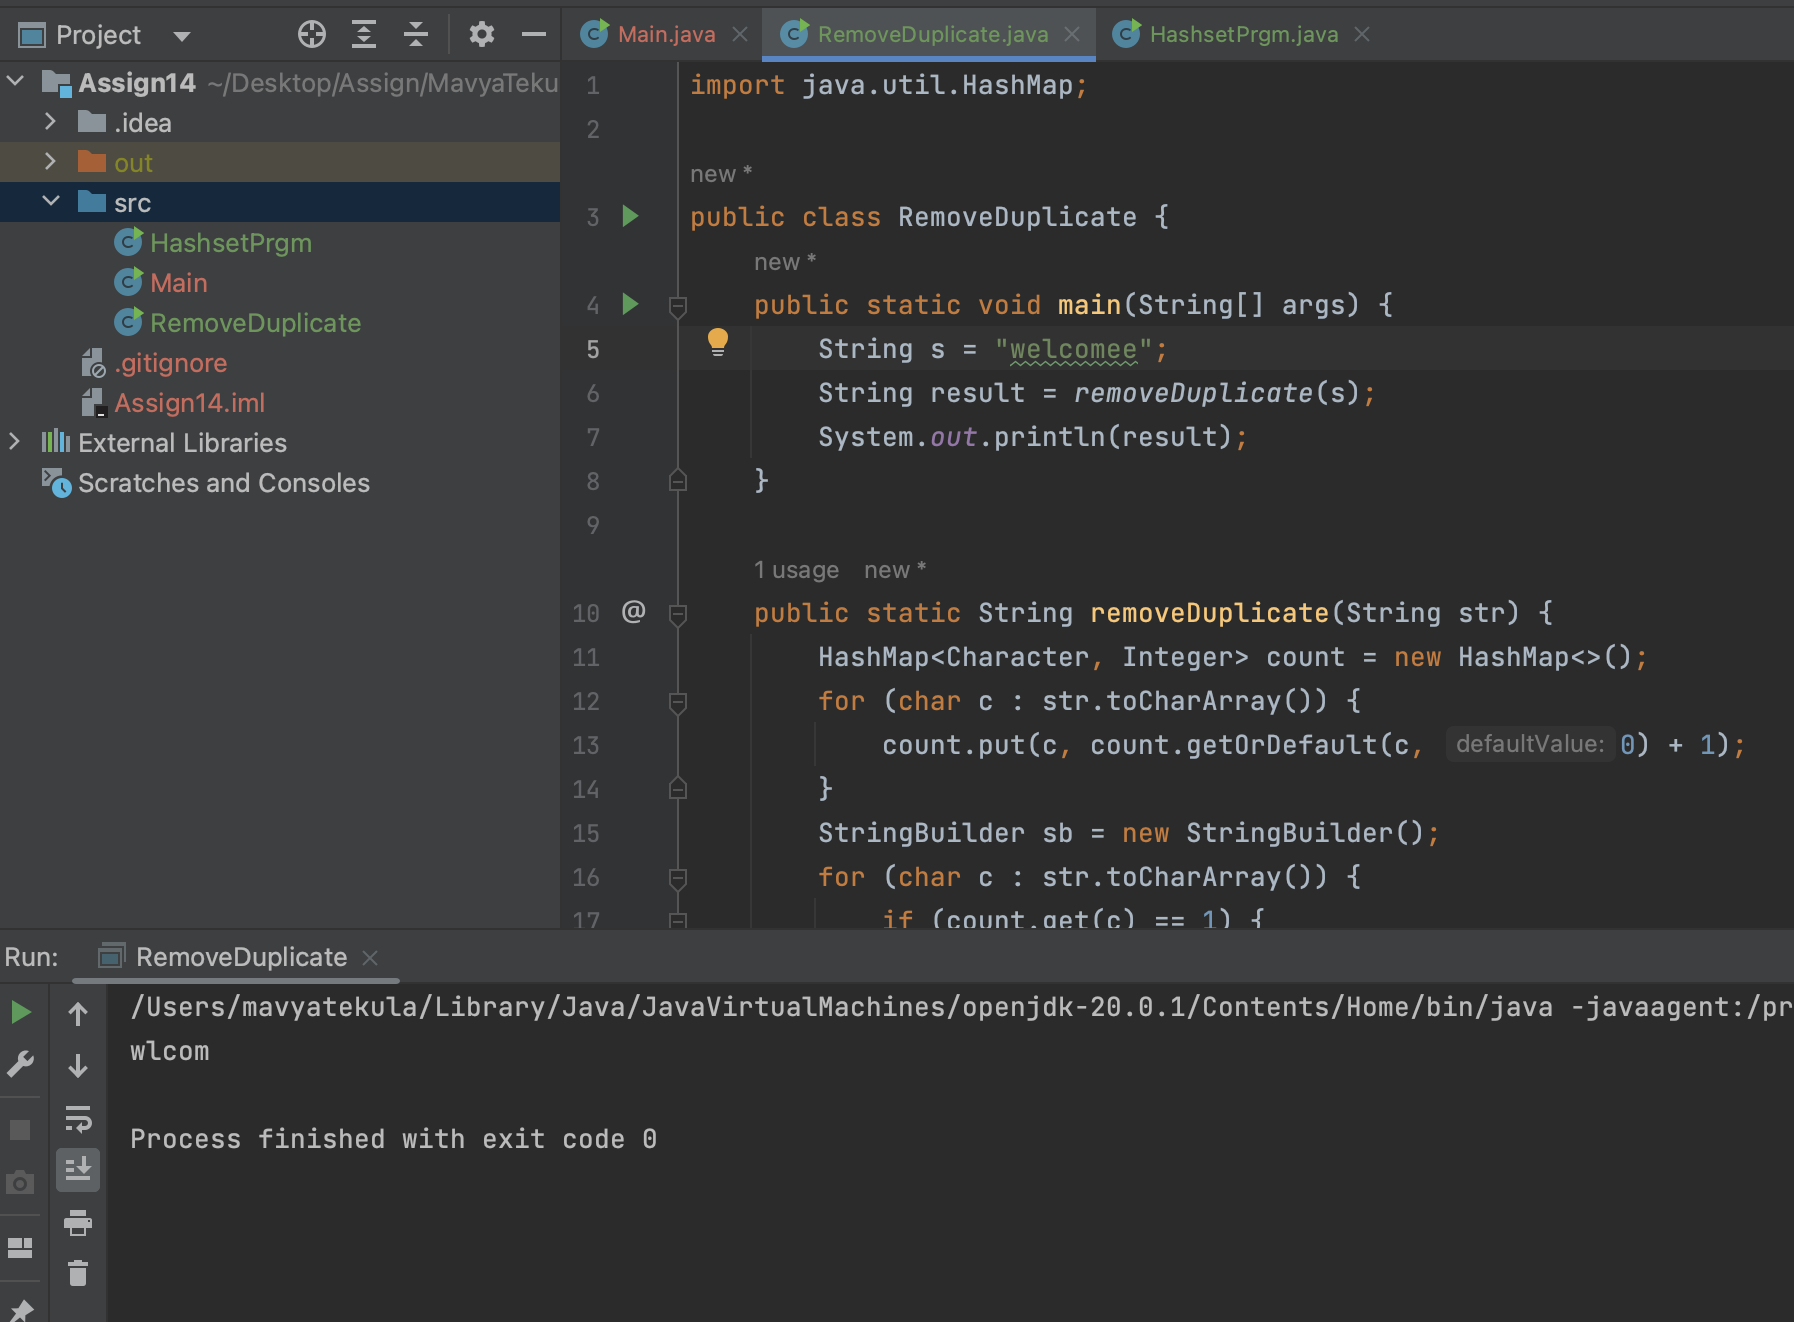 Project
Assign14 ~/Desktop/Assign/MavyaTeku
.idea
out
src
HashsetPrgm
Main
RemoveDuplicate
.gitignore
Assign14.iml
External Libraries
Scratches and Consoles
Main.java RemoveDuplicate.java HashsetPrgm.java
1 import java.util.HashMap;
2
new *
3 public class RemoveDuplicate {
new *
4 public static void main(String[] args) {
5 String s = "welcomee";
6 String result = removeDuplicate(s);
7 System.out.println(result);
8 }
9
1 usage new *
10 @ public static String removeDuplicate(String str) {
11 HashMap<Character, Integer> count = new HashMap<>();
12 for (char c : str.toCharArray()) {
13 count.put(c, count.getOrDefault(c, defaultValue: 0) + 1);
14 }
15 StringBuilder sb = new StringBuilder();
16 for (char c : str.toCharArray()) {
17 if (count.get(c) == 1) {
Run: RemoveDuplicate
/Users/mavyatekula/Library/Java/JavaVirtualMachines/openjdk-20.0.1/Contents/Home/bin/java -javaagent:/pr
wlcom
Process finished with exit code 0